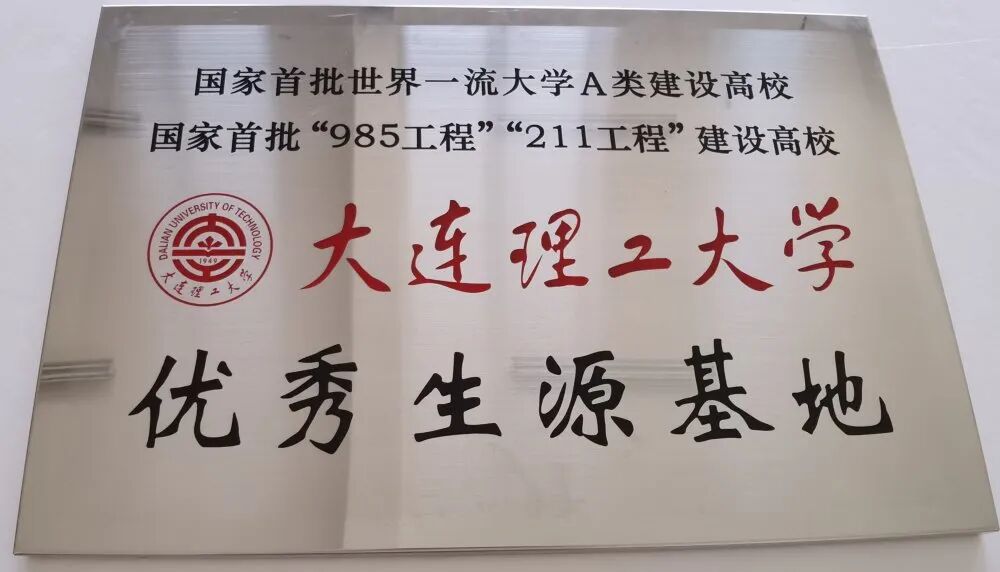 国家首批世界一流大学A类建设高校
国家首批“985工程”“211工程”建设高校
DALIAN UNIVERSITY OF TECHNOLOGY
1949
大连理工大学
大连理工大学
优秀生源基地